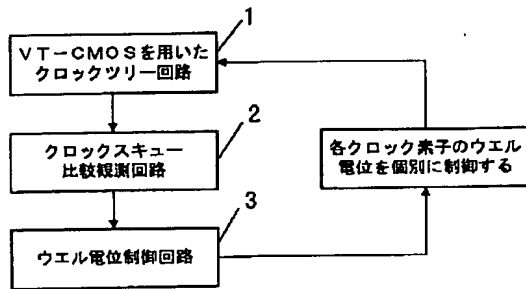 1
VT－CMOSを用いた
クロックツリー回路
2
クロックスキュー
比較観測回路
3
ウエル電位制御回路
各クロック素子のウエル
電位を個別に制御する